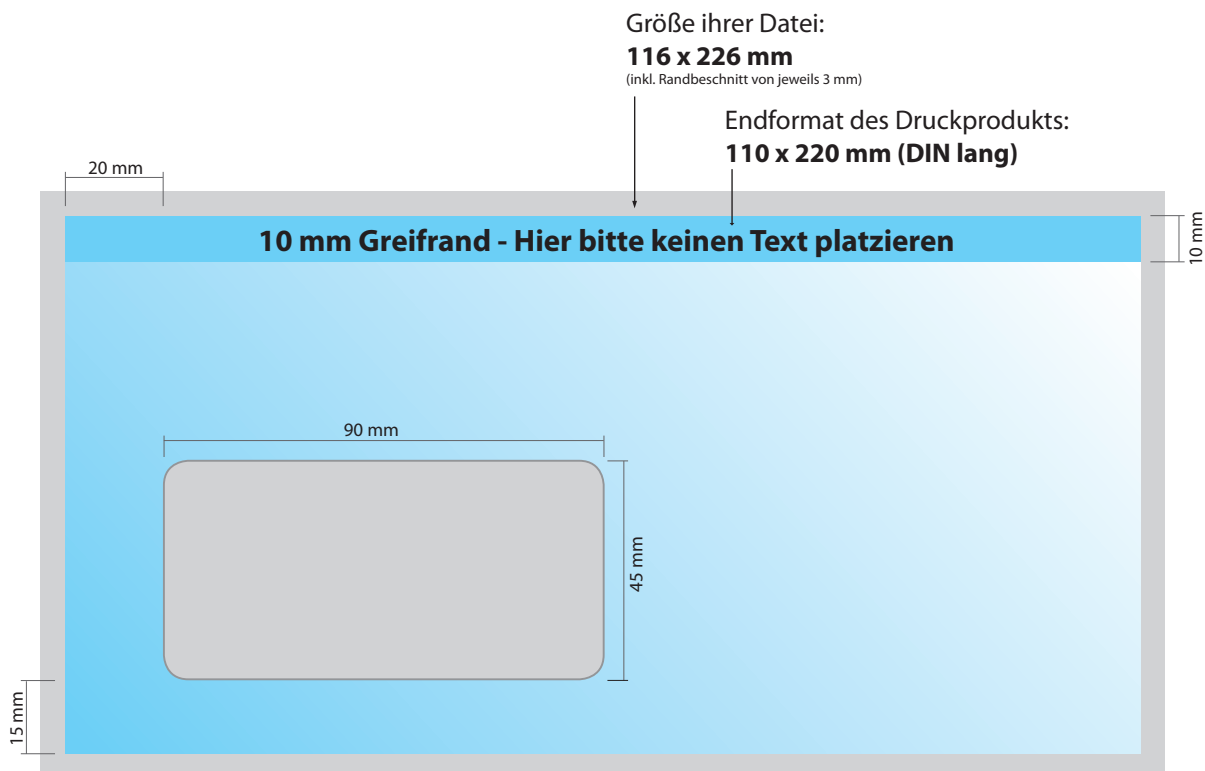 Größe ihrer Datei:
116 x 226 mm
(inkl. Randbeschnitt von jeweils 3 mm)
Endformat des Druckprodukts:
110 x 220 mm (DIN lang)
20 mm
10 mm Greifrand - Hier bitte keinen Text platzieren
10 mm
90 mm
45 mm
15 mm